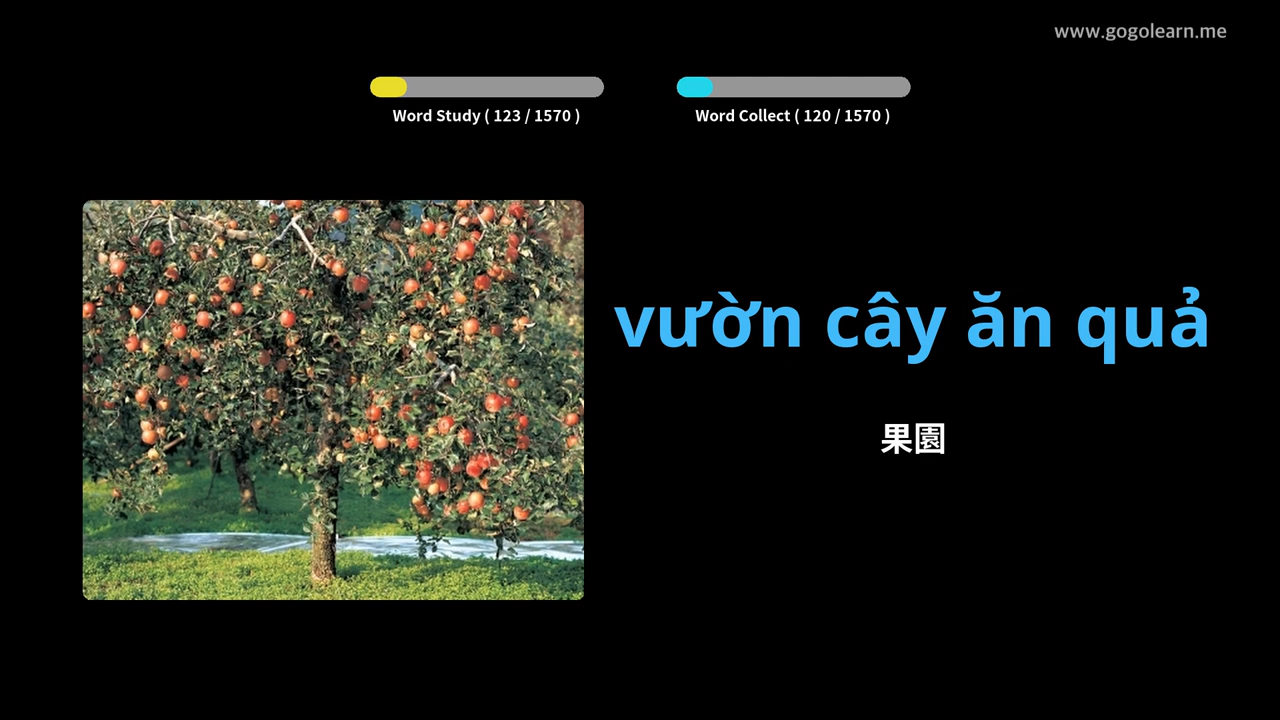 www.gogolearn.me
Word Study ( 123 / 1570 )
Word Collect ( 120 / 1570 )
vườn cây ăn quả
果園